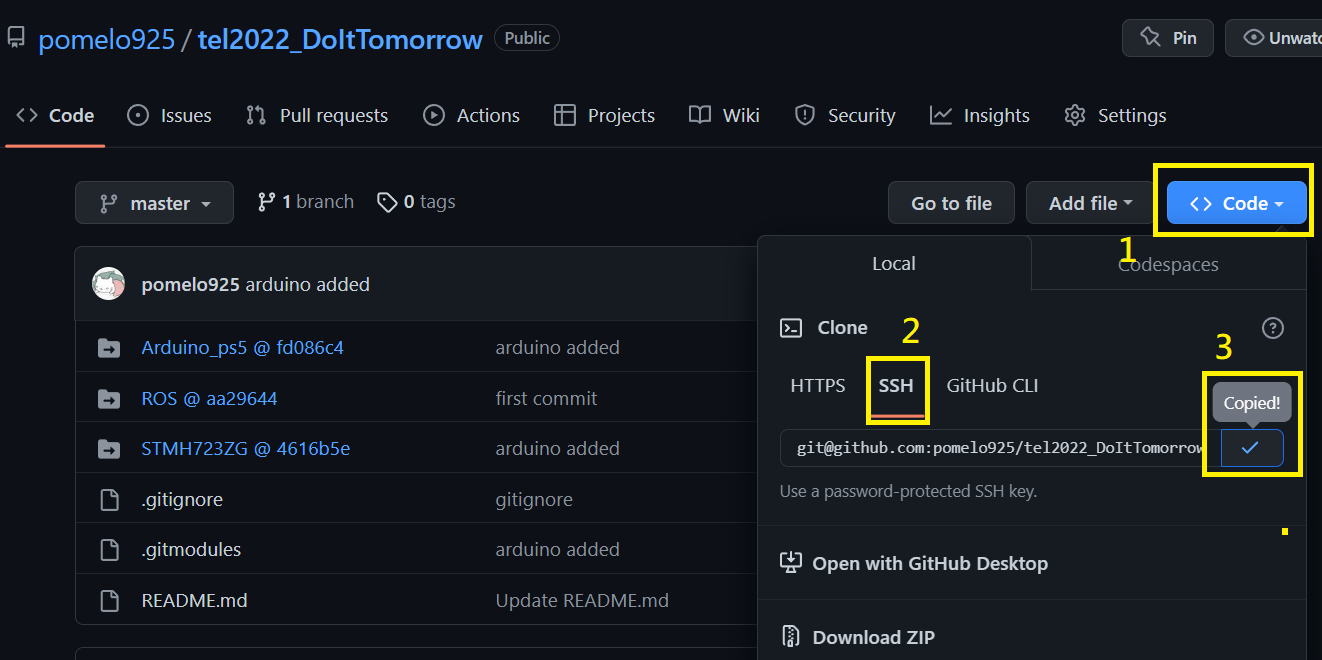 pomelo925 / tel2022_DoItTomorrow Public Pin Unwatc
Code Issues Pull requests Actions Projects Wiki Security Insights Settings
master 1 branch 0 tags Go to file Add file Code
1
pomelo925 arduino added
Arduino_ps5 @ fd086c4 arduino added
ROS @ aa29644 first commit
STMH723ZG @ 4616b5e arduino added
.gitignore gitignore
.gitmodules arduino added
README.md Update README.md
Local Codespaces
Clone 2 3
HTTPS SSH GitHub CLI Copied!
git@github.com:pomelo925/tel2022_DoItTomorrow
Use a password-protected SSH key.
Open with GitHub Desktop
Download ZIP